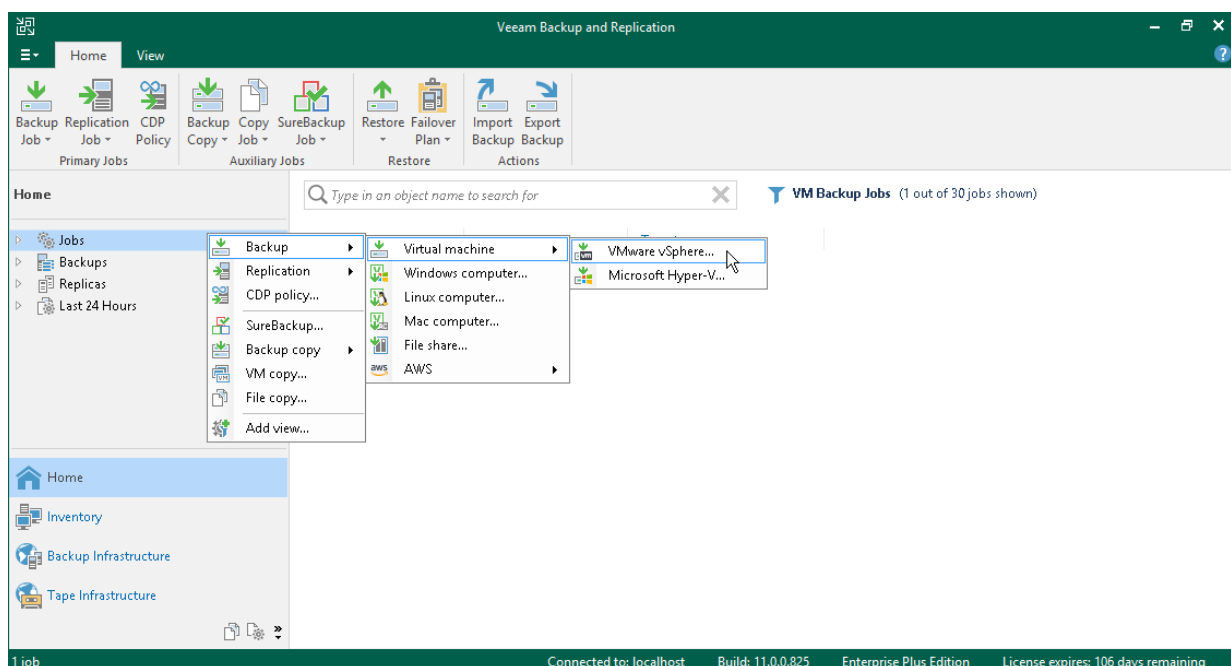 Veeam Backup and Replication
Home View
Backup Job
Replication Job
CDP Policy
Primary Jobs
Backup Copy
Copy Job
SureBackup Job
Auxiliary Jobs
Restore
Failover Plan
Restore
Import Backup
Export Backup
Actions
Home
Type in an object name to search for
VM Backup Jobs (1 out of 30 jobs shown)
Jobs
Backups
Replicas
Last 24 Hours
Backup
Replication
CDP policy...
SureBackup...
Backup copy
VM copy...
File copy...
Add view...
Virtual machine
Windows computer...
Linux computer...
Mac computer...
File share...
aws AWS
VMware vSphere...
Microsoft Hyper-V...
Home
Inventory
Backup Infrastructure
Tape Infrastructure
1 job Connected to: localhost Build: 11.0.0.825 Enterprise Plus Edition License expires: 106 days remaining